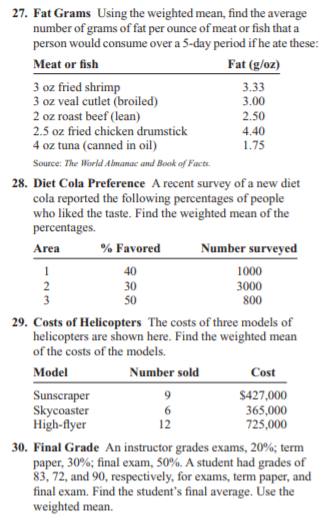 27. Fat Grams Using the weighted mean, find the average
number of grams of fat per ounce of meat or fish that a
person would consume over a 5-day period if he ate these:
Meat or fish Fat (g/oz)
3 oz fried shrimp 3.33
3 oz veal cutlet (broiled) 3.00
2 oz roast beef (lean) 2.50
2.5 oz fried chicken drumstick 4.40
4 oz tuna (canned in oil) 1.75
Source: The World Almanac and Book of Facts.
28. Diet Cola Preference A recent survey of a new diet
cola reported the following percentages of people
who liked the taste. Find the weighted mean of the
percentages.
Area % Favored Number surveyed
1 40 1000
2 30 3000
3 50 800
29. Costs of Helicopters The costs of three models of
helicopters are shown here. Find the weighted mean
of the costs of the models.
Model Number sold Cost
Sunscraper 9 $427,000
Skycoaster 6 365,000
High-flyer 12 725,000
30. Final Grade An instructor grades exams, 20%; term
paper, 30%; final exam, 50%. A student had grades of
83, 72, and 90, respectively, for exams, term paper, and
final exam. Find the student's final average. Use the
weighted mean.